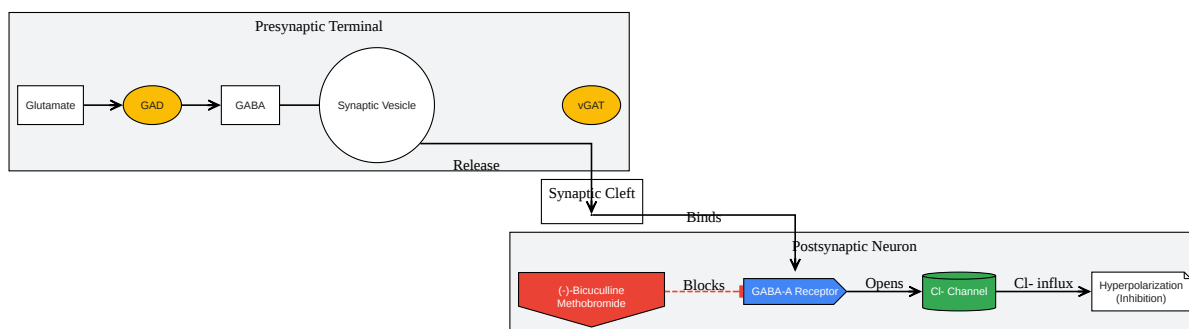 Presynaptic Terminal
Glutamate
GAD
GABA
Synaptic Vesicle
vGAT
Release
Synaptic Cleft
Binds
Postsynaptic Neuron
(-)-Bicuculline
Methobromide
Blocks
GABA-A Receptor
Opens
Cl- Channel
Cl- influx
Hyperpolarization
(Inhibition)